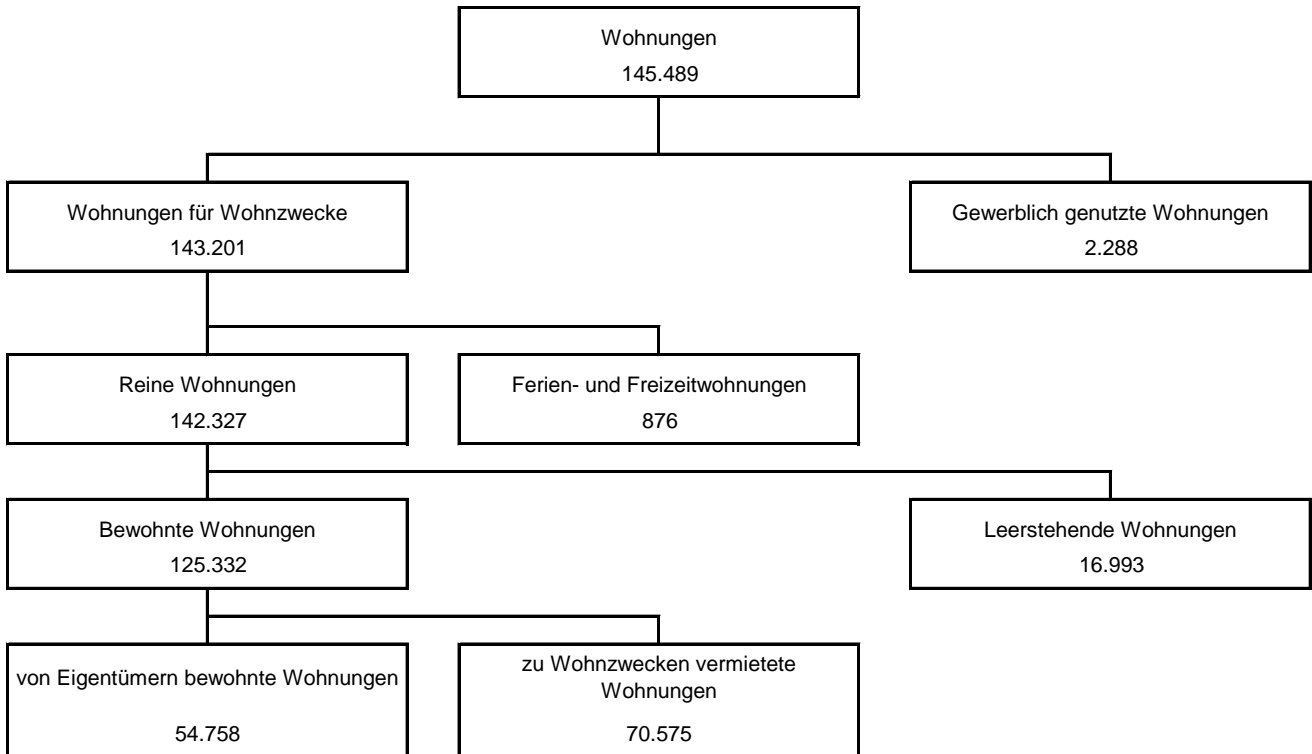 Wohnungen
145.489
Wohnungen für Wohnzwecke
143.201
Gewerblich genutzte Wohnungen
2.288
Reine Wohnungen
142.327
Ferien- und Freizeitwohnungen
876
Bewohnte Wohnungen
125.332
Leerstehende Wohnungen
16.993
von Eigentümern bewohnte Wohnungen
54.758
zu Wohnzwecken vermietete
Wohnungen
70.575